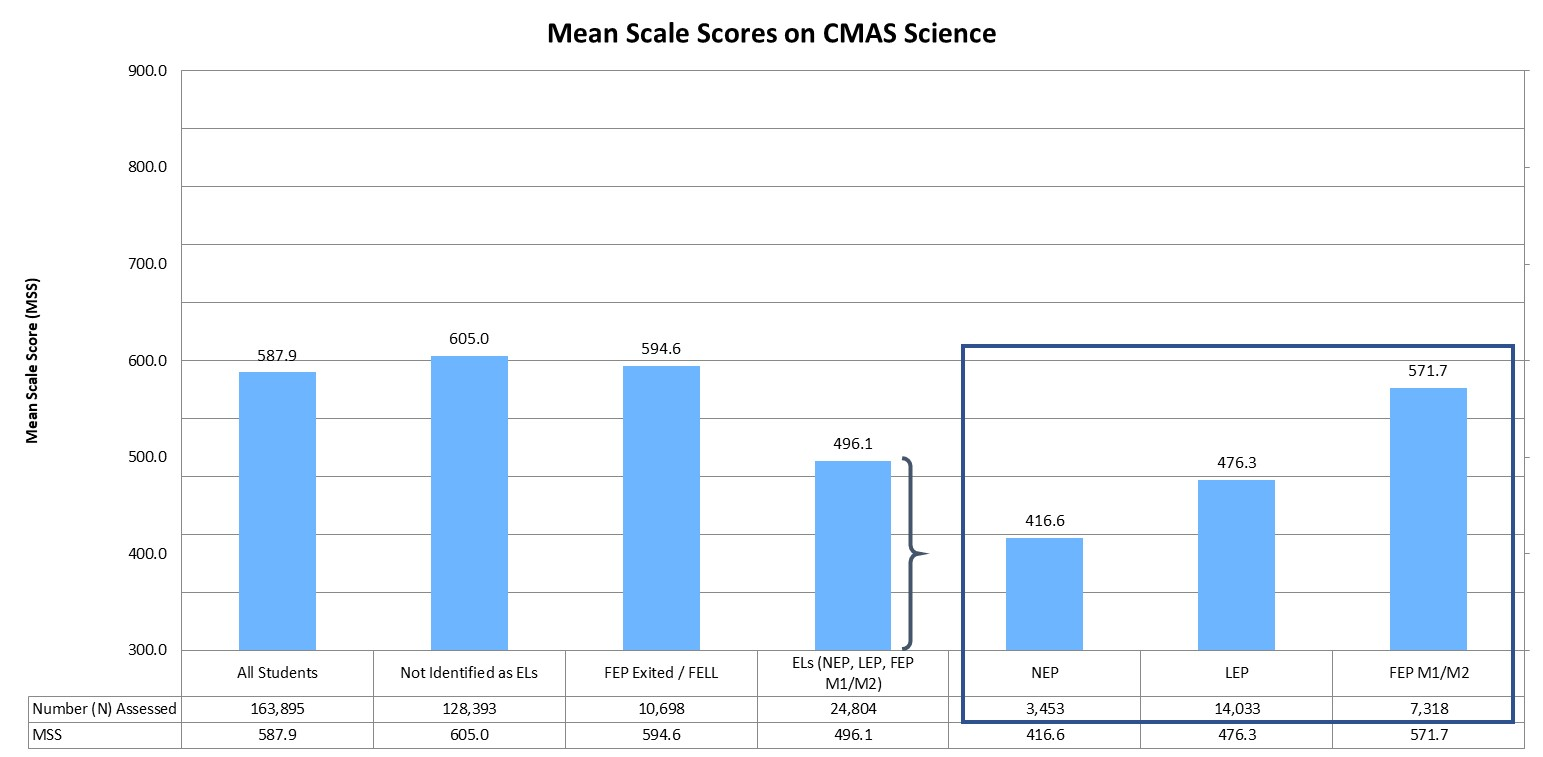 Mean Scale Scores on CMAS Science
Mean Scale Score (MSS)
900.0
800.0
700.0
600.0
500.0
400.0
300.0
587.9
605.0
594.6
496.1
416.6
476.3
571.7
All Students
Not Identified as ELs
FEP Exited / FELL
ELs (NEP, LEP, FEP
M1/M2)
NEP
LEP
FEP M1/M2
Number (N) Assessed 163,895 128,393 10,698 24,804 3,453 14,033 7,318
MSS 587.9 605.0 594.6 496.1 416.6 476.3 571.7